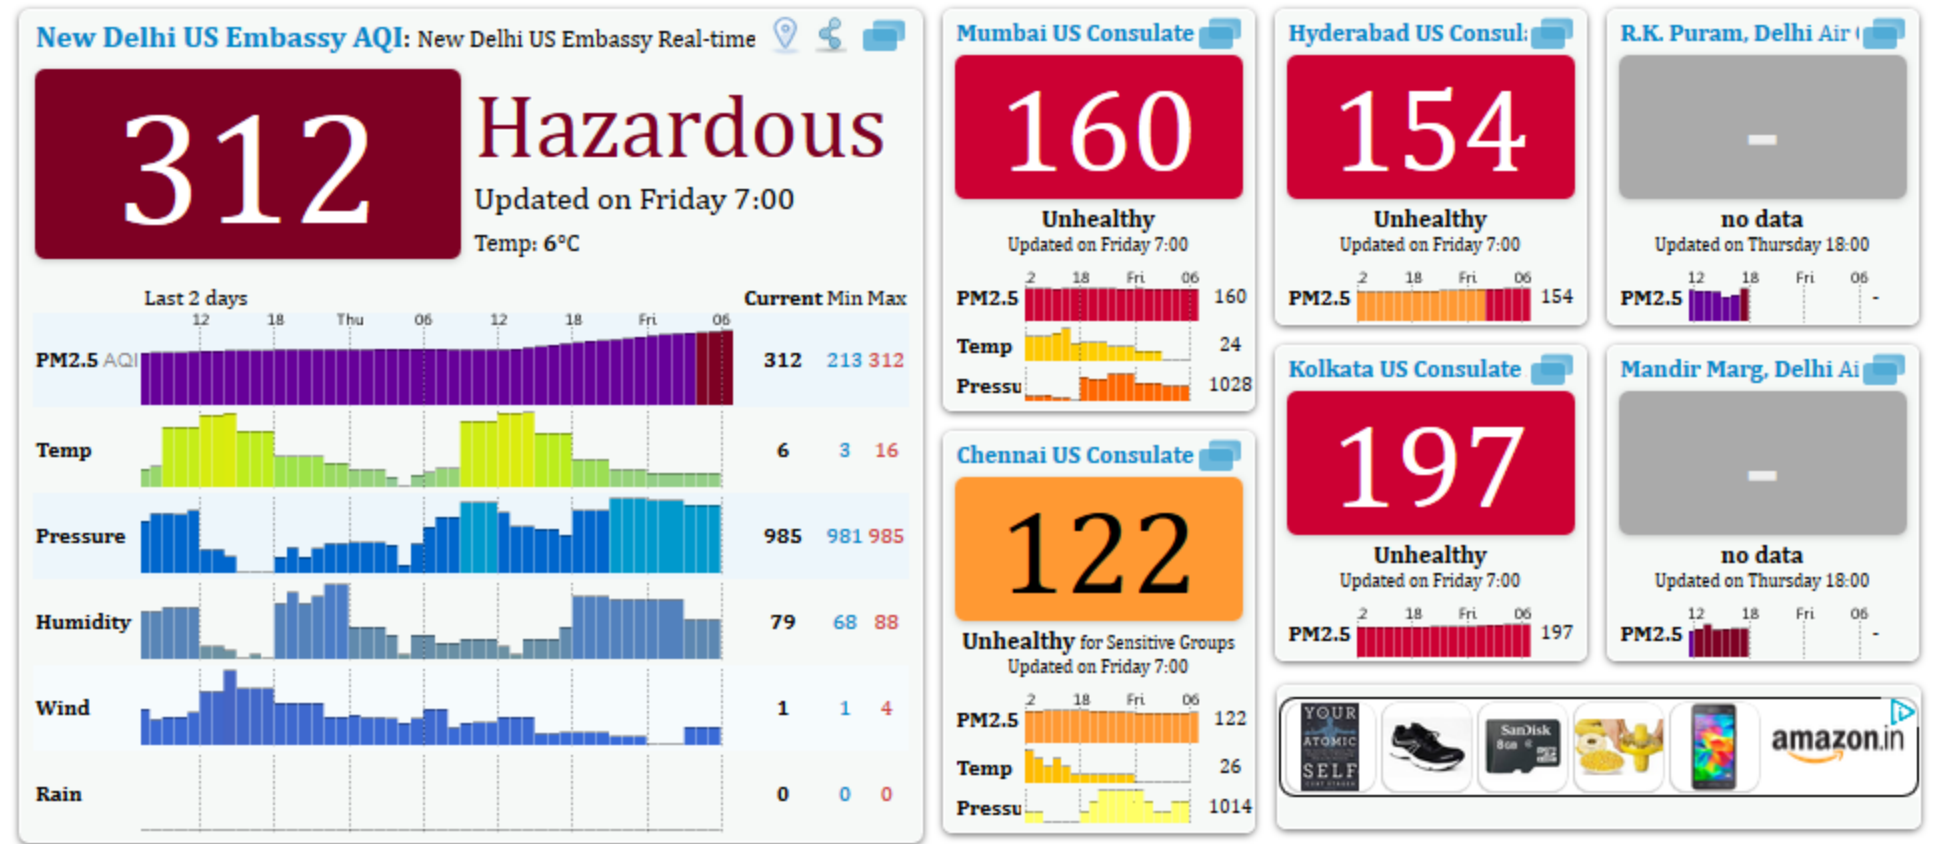 New Delhi US Embassy AQI: New Delhi US Embassy Real-time
312
Hazardous
Updated on Friday 7:00
Temp: 6°C
Last 2 days
Current Min Max
12 18 Thu 06 12 18 Fri 06
PM2.5 AQI 312 213 312
Temp 6 3 16
Pressure 985 981 985
Humidity 79 68 88
Wind 1 1 4
Rain 0 0 0
Mumbai US Consulate
160
Unhealthy
Updated on Friday 7:00
2 18 Fri 06
PM2.5 160
Temp 24
Pressu 1028
Chennai US Consulate
122
Unhealthy for Sensitive Groups
Updated on Friday 7:00
2 18 Fri 06
PM2.5 122
Temp 26
Pressu 1014
Hyderabad US Consul
154
Unhealthy
Updated on Friday 7:00
2 18 Fri 06
PM2.5 154
Kolkata US Consulate
197
Unhealthy
Updated on Friday 7:00
2 18 Fri 06
PM2.5 197
R.K. Puram, Delhi Air
-
no data
Updated on Thursday 18:00
12 18 Fri 06
PM2.5 -
Mandir Marg, Delhi Ai
-
no data
Updated on Thursday 18:00
12 18 Fri 06
PM2.5 -
YOUR
ATOMIC
SELF
SanDisk
8GB
amazon.in